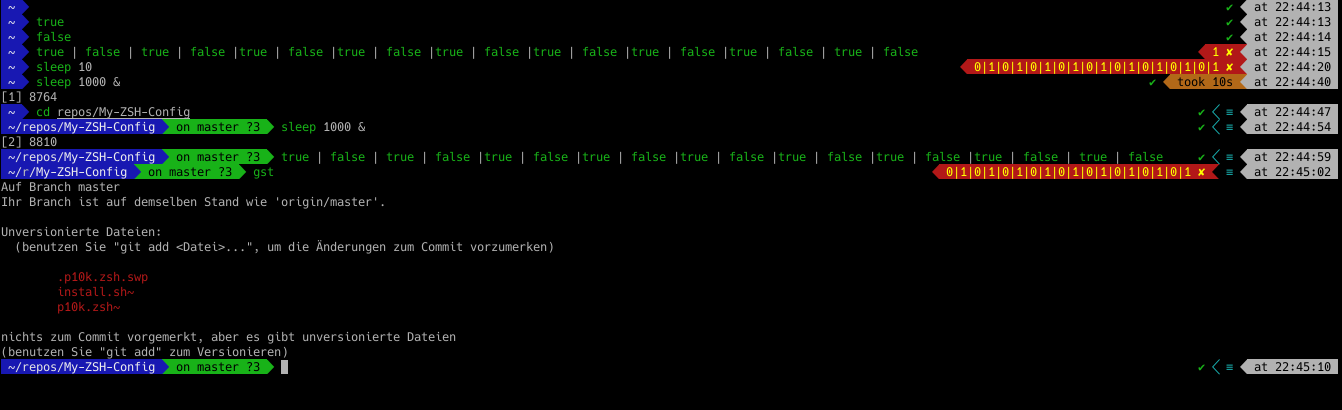 ~ ✔ at 22:44:13
~ true ✔ at 22:44:13
~ false ✔ at 22:44:14
~ true | false | true | false |true | false |true | false |true | false |true | false |true | false |true | false | true | false 1 ✘ at 22:44:15
~ sleep 10 0|1|0|1|0|1|0|1|0|1|0|1|0|1|0|1|0|1 ✘ at 22:44:20
~ sleep 1000 & ✔ took 10s at 22:44:40
[1] 8764
~ cd repos/My-ZSH-Config ✔ ≡ at 22:44:47
~/repos/My-ZSH-Config on master ?3 sleep 1000 & ✔ ≡ at 22:44:54
[2] 8810
~/repos/My-ZSH-Config on master ?3 true | false | true | false |true | false |true | false |true | false |true | false |true | false |true | false | true | false ✔ ≡ at 22:44:59
~/r/My-ZSH-Config on master ?3 gst 0|1|0|1|0|1|0|1|0|1|0|1|0|1|0|1|0|1 ✘ ≡ at 22:45:02
Auf Branch master
Ihr Branch ist auf demselben Stand wie 'origin/master'.
Unversionierte Dateien:
(benutzen Sie "git add <Datei>...", um die Änderungen zum Commit vorzumerken)
.p10k.zsh.swp
install.sh~
p10k.zsh~
nichts zum Commit vorgemerkt, aber es gibt unversionierte Dateien
(benutzen Sie "git add" zum Versionieren)
~/repos/My-ZSH-Config on master ?3 ✔ ≡ at 22:45:10